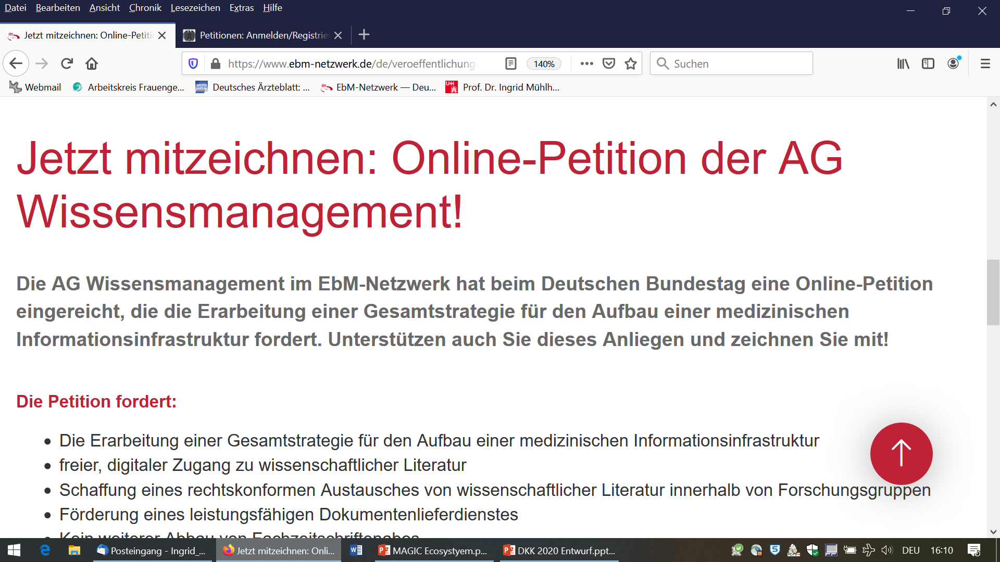 Datei Bearbeiten Ansicht Chronik Lesezeichen Extras Hilfe
Jetzt mitzeichnen: Online-Petiti Petitionen: Anmelden/Registrie
https://www.ebm-netzwerk.de/de/veroeffentlichung 140% Suchen
Webmail Arbeitskreis Frauenge... Deutsches Ärzteblatt: ... EbM-Netzwerk — Deu... Prof. Dr. Ingrid Mühlh...
Jetzt mitzeichnen: Online-Petition der AG
Wissensmanagement!
Die AG Wissensmanagement im EbM-Netzwerk hat beim Deutschen Bundestag eine Online-Petition
eingereicht, die die Erarbeitung einer Gesamtstrategie für den Aufbau einer medizinischen
Informationsinfrastruktur fordert. Unterstützen auch Sie dieses Anliegen und zeichnen Sie mit!
Die Petition fordert:
• Die Erarbeitung einer Gesamtstrategie für den Aufbau einer medizinischen Informationsinfrastruktur
• freier, digitaler Zugang zu wissenschaftlicher Literatur
• Schaffung eines rechtskonformen Austausches von wissenschaftlicher Literatur innerhalb von Forschungsgruppen
• Förderung eines leistungsfähigen Dokumentenlieferdienstes
• Kein weiterer Abbau von Fachzeitschriftenabos
Posteingang - Ingrid_... Jetzt mitzeichnen: Onli... MAGIC Ecosystyem.p... DKK 2020 Entwurf.ppt... DEU 16:10